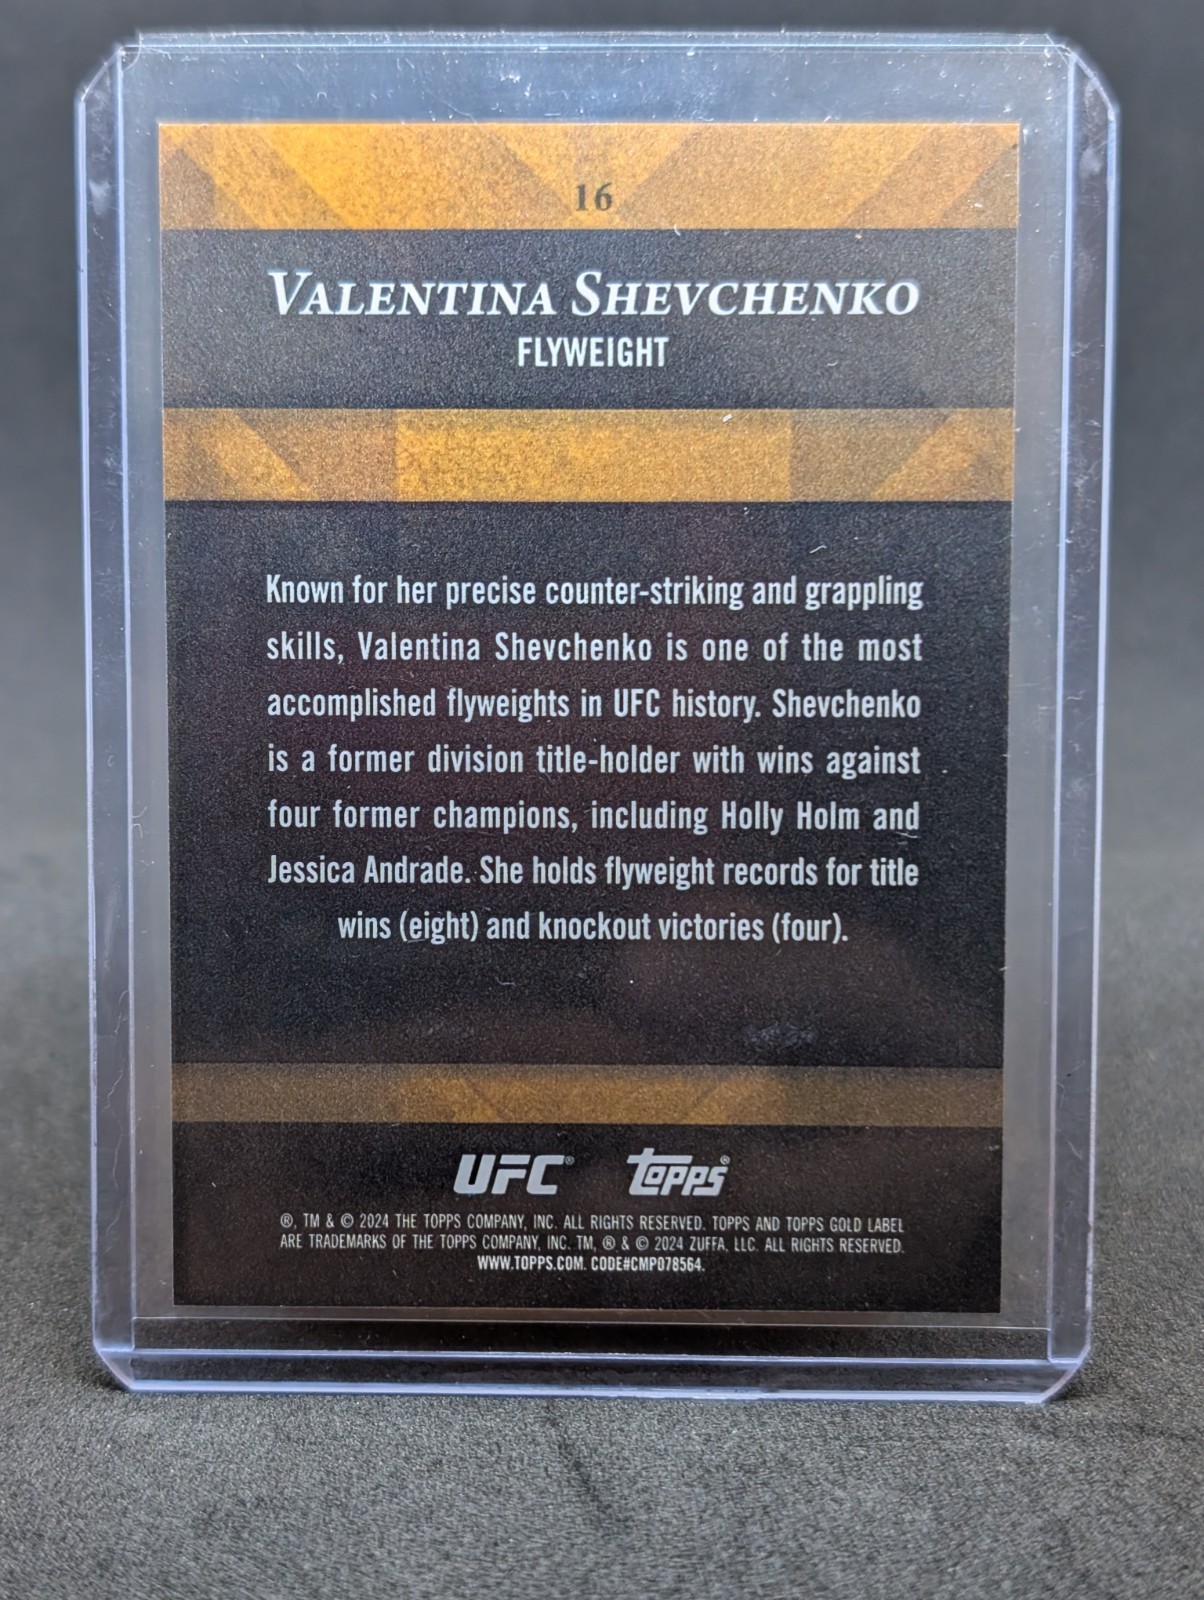 16
VALENTINA SHEVCHENKO
FLYWEIGHT
Known for her precise counter-striking and grappling
skills, Valentina Shevchenko is one of the most
accomplished flyweights in UFC history. Shevchenko
is a former division title-holder with wins against
four former champions, including Holly Holm and
Jessica Andrade. She holds flyweight records for title
wins (eight) and knockout victories (four).
UFC® Topps®
®, TM & © 2024 THE TOPPS COMPANY, INC. ALL RIGHTS RESERVED. TOPPS AND TOPPS GOLD LABEL
ARE TRADEMARKS OF THE TOPPS COMPANY, INC. TM, ® & © 2024 ZUFFA, LLC. ALL RIGHTS RESERVED.
WWW.TOPPS.COM. CODE#CMP078564.